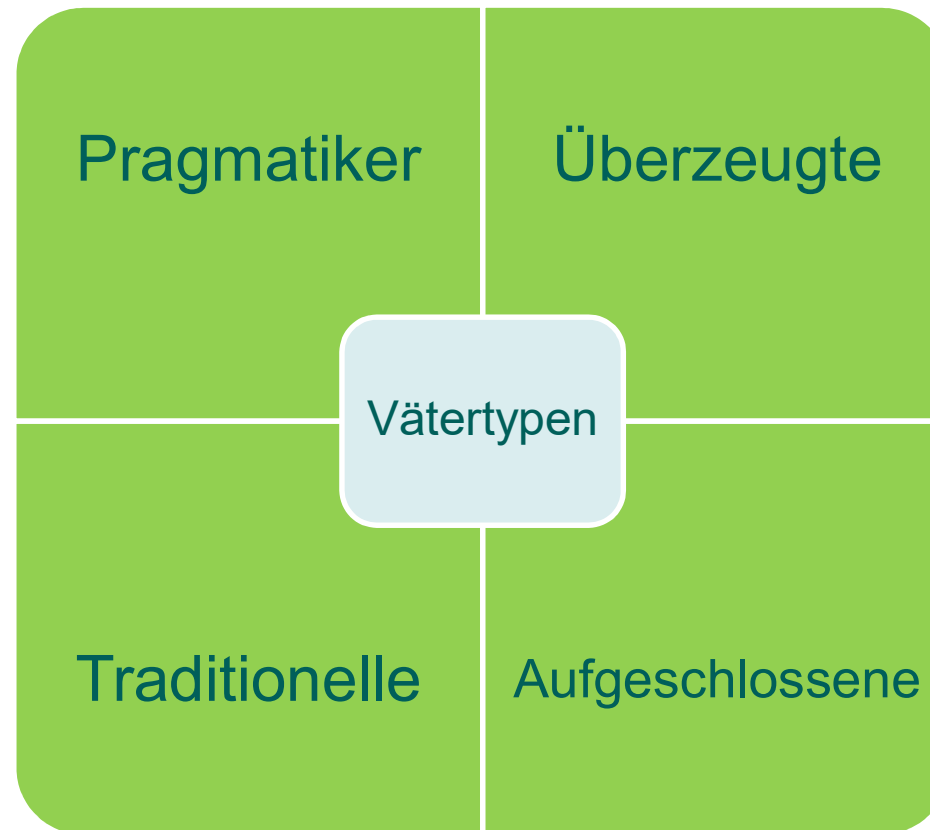 Pragmatiker
Überzeugte
Vätertypen
Traditionelle
Aufgeschlossene